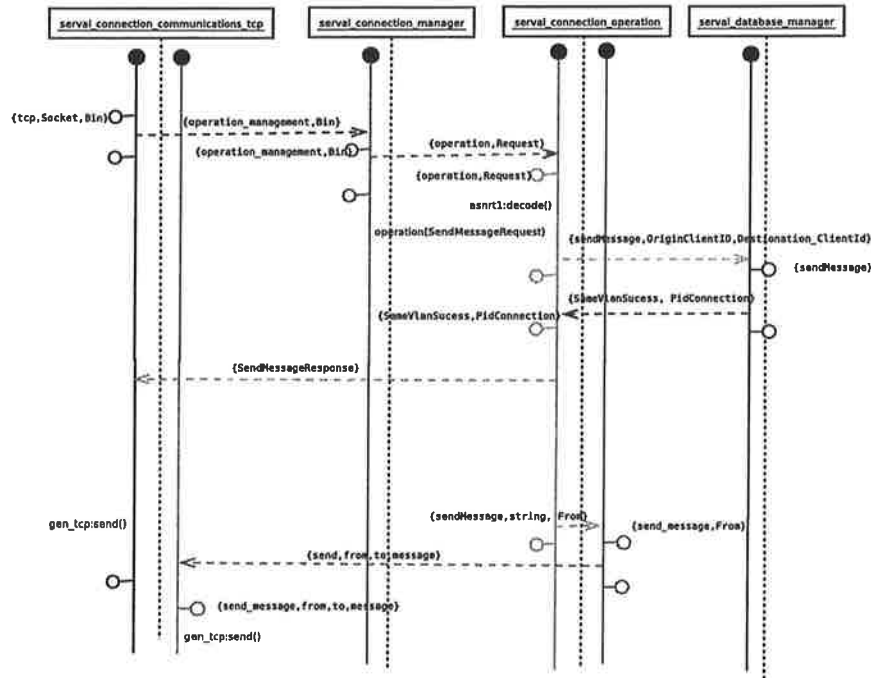 serval_connection_communications_tcp
serval_connection_manager
serval_connection_operation
serval_database_manager
{tcp,Socket,Bin}
{operation_management,Bin}
{operation_management,Bin}
{operation,Request}
{operation,Request}
asnrt1:decode()
operation(SendMessageRequest)
{sendMessage,OriginClientID,Destionation_ClientId}
{sendMessage}
{SameVlanSucess, PidConnection}
{SameVlanSucess,PidConnection}
{SendMessageResponse}
{sendMessage,string, From}
gen_tcp:send()
{send_message,From}
{send,from,to,message}
{send_message,from,to,message}
gen_tcp:send()